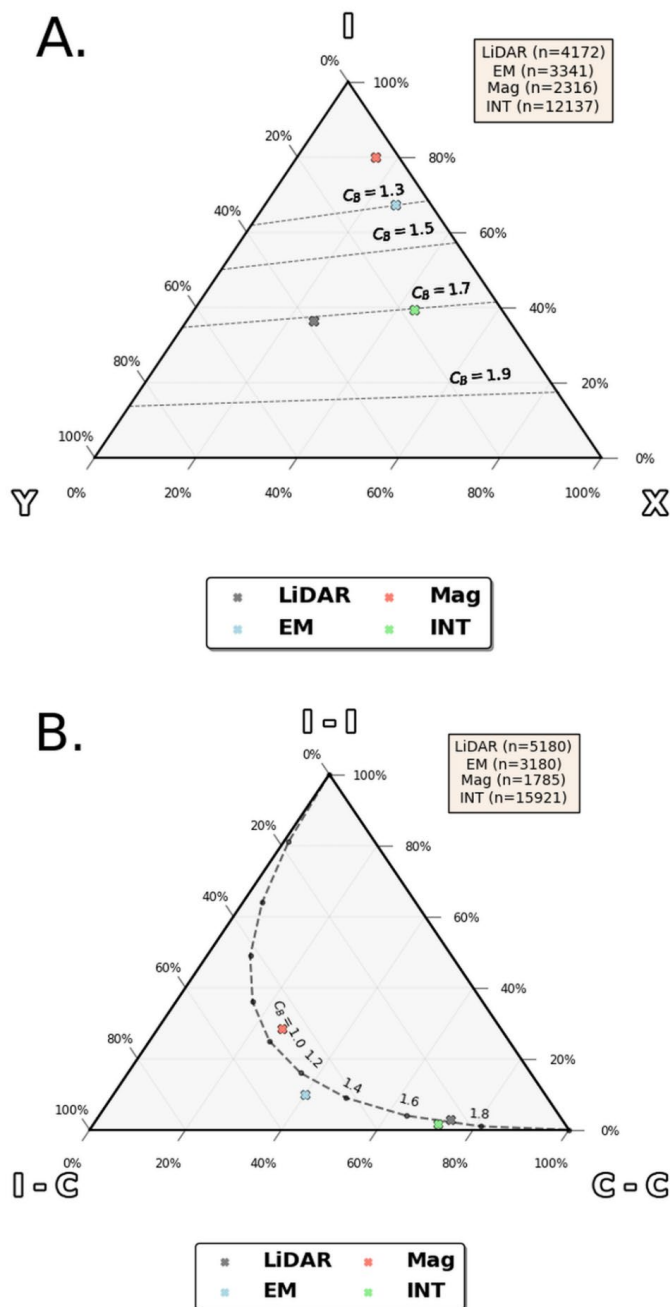 A.
I
LiDAR (n=4172)
EM (n=3341)
Mag (n=2316)
INT (n=12137)
0%
100%
20%
80%
C_B = 1.3
40%
C_B = 1.5
60%
60%
C_B = 1.7
40%
80%
C_B = 1.9
20%
100%
0%
Y
0%
20%
40%
60%
80%
100%
X
LiDAR
Mag
EM
INT
B.
I - I
LiDAR (n=5180)
EM (n=3180)
Mag (n=1785)
INT (n=15921)
0%
100%
20%
80%
40%
60%
60%
40%
C_B = 1.0
1.2
80%
20%
1.4
1.6
1.8
100%
0%
0%
20%
40%
60%
80%
100%
I - C
C - C
LiDAR
Mag
EM
INT